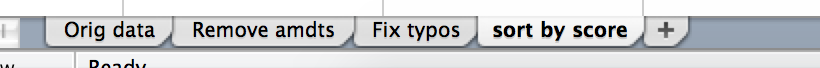 Orig data Remove amdts Fix typos sort by score +
Ready